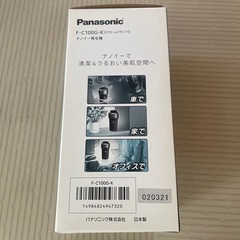 Panasonic
F-C100G-K
ナノイー発生機
ナノイーで
清潔&うるおい美肌空間へ
車で
家で
オフィスで
F-C100G-K
020321
パナソニック株式会社
日本製